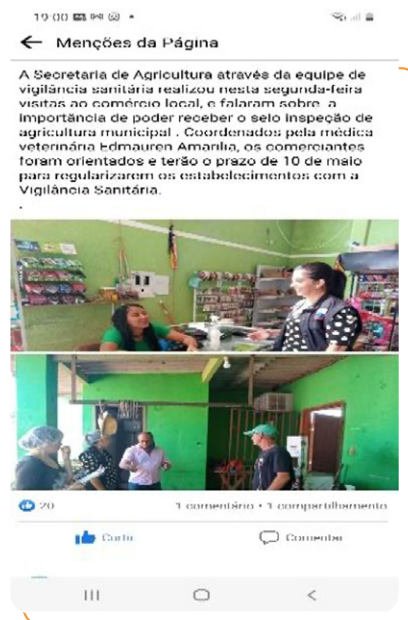 19:00
Menções da Página
A Secretaria de Agricultura através da equipe de
vigilância sanitária realizou nesta segunda-feira
visitas ao comércio local, e falaram sobre a
importância de poder receber o selo inspeção de
agricultura municipal . Coordenados pela médica
veterinária Edmauren Amarilia, os comerciantes
foram orientados e terão o prazo de 10 de maio
para regularizarem os estabelecimentos com a
Vigilância Sanitária.
.
20
1 comentário • 1 compartilhamento
Curtir
Comentar